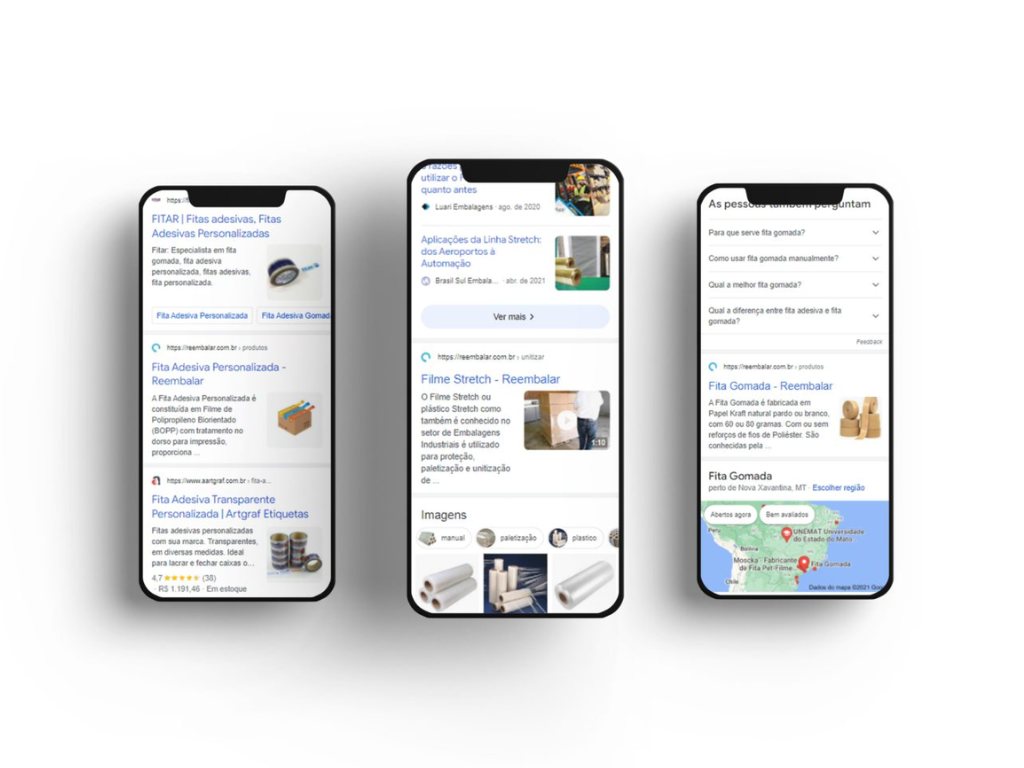 https://
FITAR | Fitas adesivas, Fitas
Adesivas Personalizadas
Fitar: Especialista em fita
gomada, fita adesiva
personalizada, fitas adesivas,
fita personalizada.
Fita Adesiva Personalizada
Fita Adesiva Gomad
https://reembalar.com.br › produtos
Fita Adesiva Personalizada -
Reembalar
A Fita Adesiva Personalizada é
constituída em Filme de
Polipropileno Biorientado
(BOPP) com tratamento no
dorso para impressão,
proporciona ...
https://www.aartgraf.com.br › fita-a...
Fita Adesiva Transparente
Personalizada | Artgraf Etiquetas
Fitas adesivas personalizadas
com sua marca. Transparentes,
em diversas medidas. Ideal
para lacrar e fechar caixas o...
4,7 ★★★★★ (38)
· R$ 1.191,46 · Em estoque
utilizar o
quanto antes
Luari Embalagens · ago. de 2020
Aplicações da Linha Stretch:
dos Aeroportos à
Automação
Brasil Sul Embala... · abr. de 2021
Ver mais >
https://reembalar.com.br › unitizar
Filme Stretch - Reembalar
O Filme Stretch ou
plástico Stretch como
também é conhecido no
setor de Embalagens
Industriais é utilizado
para proteção,
paletização e unitização
de ...
1:10
Imagens
manual
paletização
plastico
As pessoas também perguntam
Para que serve fita gomada?
Como usar fita gomada manualmente?
Qual a melhor fita gomada?
Qual a diferença entre fita adesiva e fita
gomada?
Feedback
https://reembalar.com.br › produtos
Fita Gomada - Reembalar
A Fita Gomada é fabricada em
Papel Kraft natural pardo ou branco,
com 60 ou 80 gramas. Com ou sem
reforços de fios de Poliéster. São
conhecidas pela ...
Fita Gomada
perto de Nova Xavantina, MT · Escolher região
Abertos agora
Bem avaliados
Peru
UNEMAT Universidade
do Estado do Mato
Bolívia
Moscka - Fabricante
de Fita Pet-Filme...
Fita Gomada
Chile
Dados do mapa ©2021 Goo